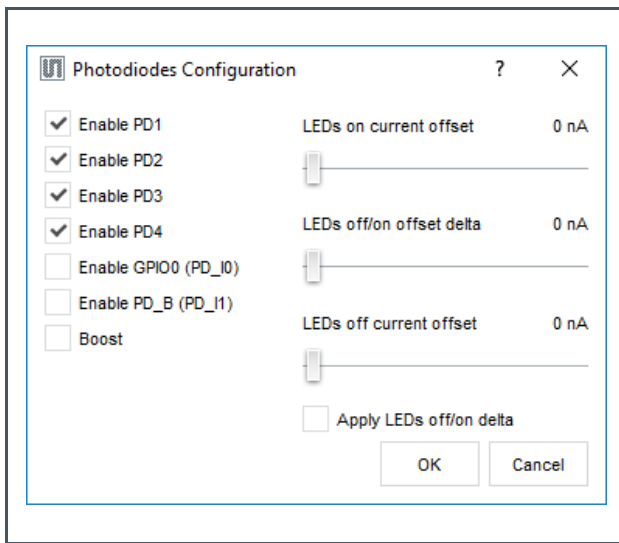 Photodiodes Configuration ?
Enable PD1
Enable PD2
Enable PD3
Enable PD4
Enable GPIO0 (PD_I0)
Enable PD_B (PD_I1)
Boost
LEDs on current offset 0 nA
LEDs off/on offset delta 0 nA
LEDs off current offset 0 nA
Apply LEDs off/on delta
OK Cancel